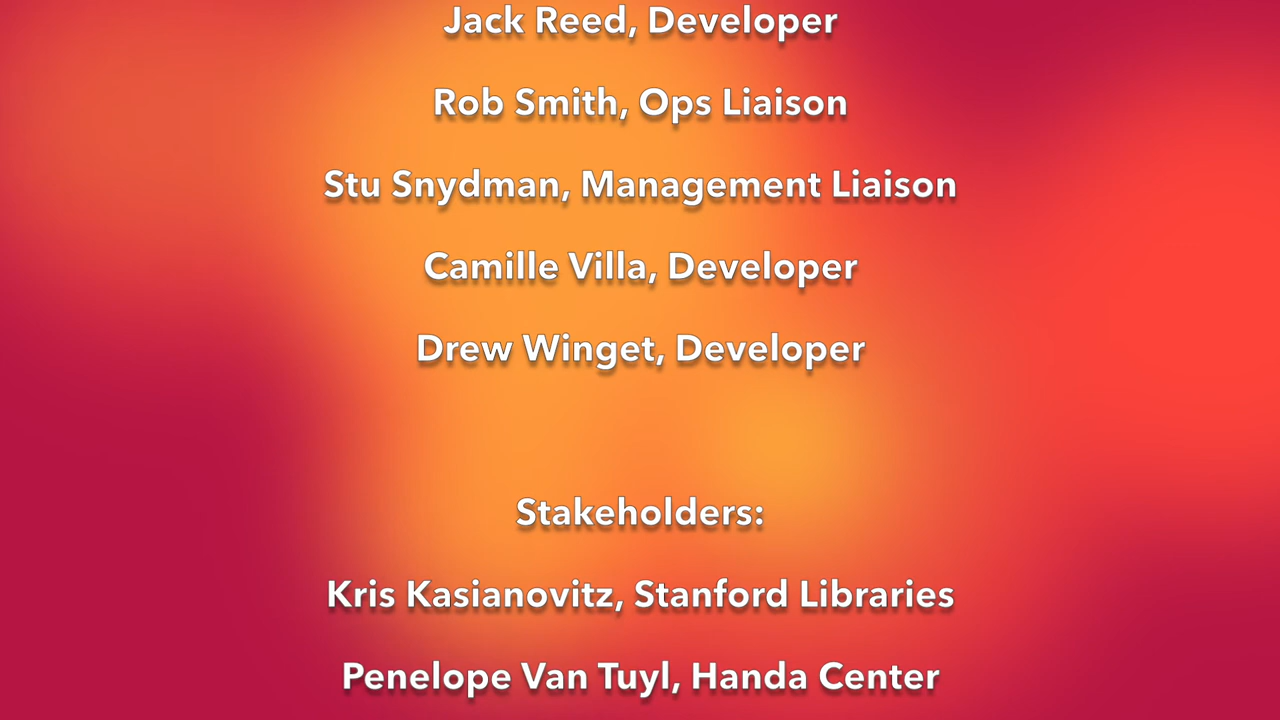 Jack Reed, Developer
Rob Smith, Ops Liaison
Stu Snydman, Management Liaison
Camille Villa, Developer
Drew Winget, Developer
Stakeholders:
Kris Kasianovitz, Stanford Libraries
Penelope Van Tuyl, Handa Center